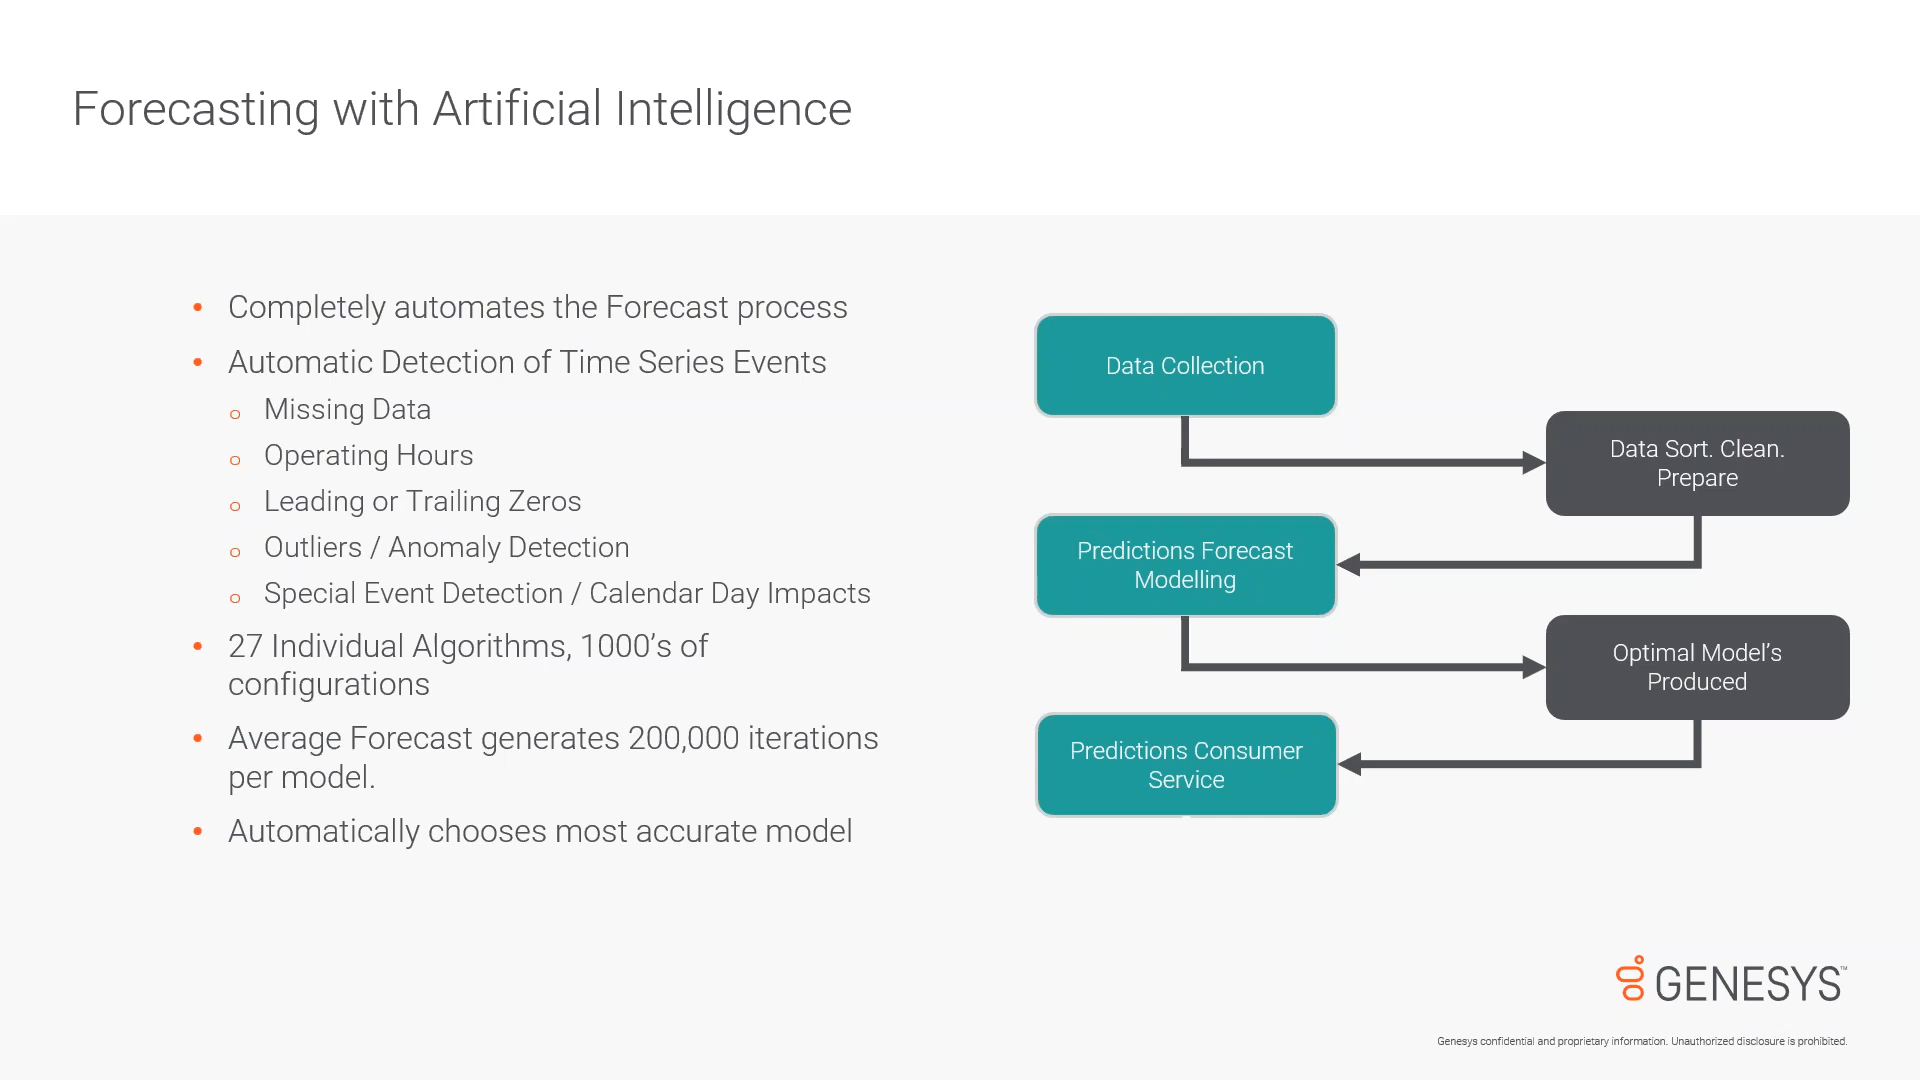 Forecasting with Artificial Intelligence
• Completely automates the Forecast process
• Automatic Detection of Time Series Events
o Missing Data
o Operating Hours
o Leading or Trailing Zeros
o Outliers / Anomaly Detection
o Special Event Detection / Calendar Day Impacts
• 27 Individual Algorithms, 1000’s of
configurations
• Average Forecast generates 200,000 iterations
per model.
• Automatically chooses most accurate model
Data Collection
Data Sort. Clean.
Prepare
Predictions Forecast
Modelling
Optimal Model’s
Produced
Predictions Consumer
Service
GENESYS™
Genesys confidential and proprietary information. Unauthorized disclosure is prohibited.